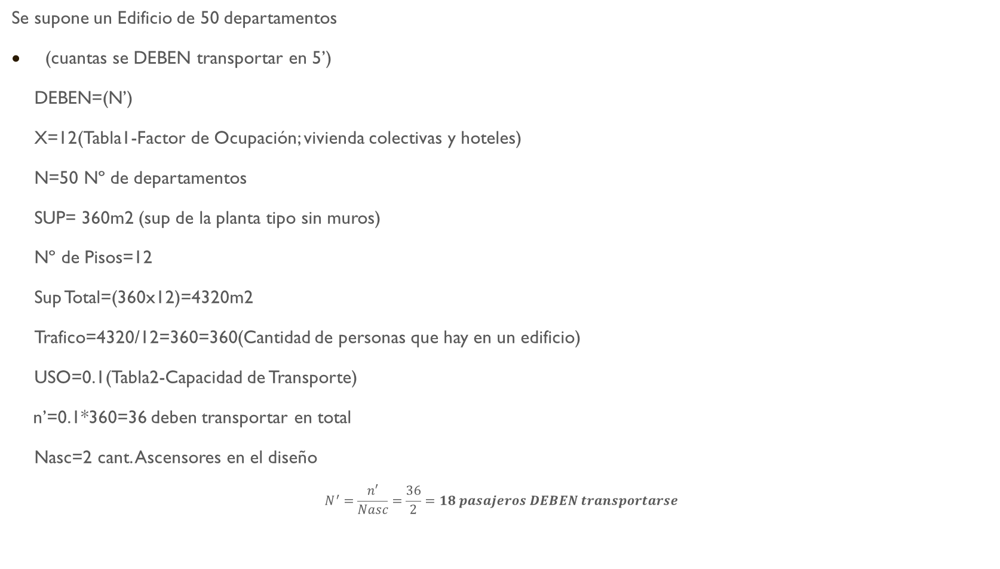 Se supone un Edificio de 50 departamentos
• (cuantas se DEBEN transportar en 5’)
DEBEN=(N’)
X=12(Tabla1-Factor de Ocupación; vivienda colectivas y hoteles)
N=50 Nº de departamentos
SUP= 360m2 (sup de la planta tipo sin muros)
Nº de Pisos=12
Sup Total=(360x12)=4320m2
Trafico=4320/12=360=360(Cantidad de personas que hay en un edificio)
USO=0.1(Tabla2-Capacidad de Transporte)
n’=0.1*360=36 deben transportar en total
Nasc=2 cant. Ascensores en el diseño
N′ = n′/Nasc = 36/2 = 18 pasajeros DEBEN transportarse